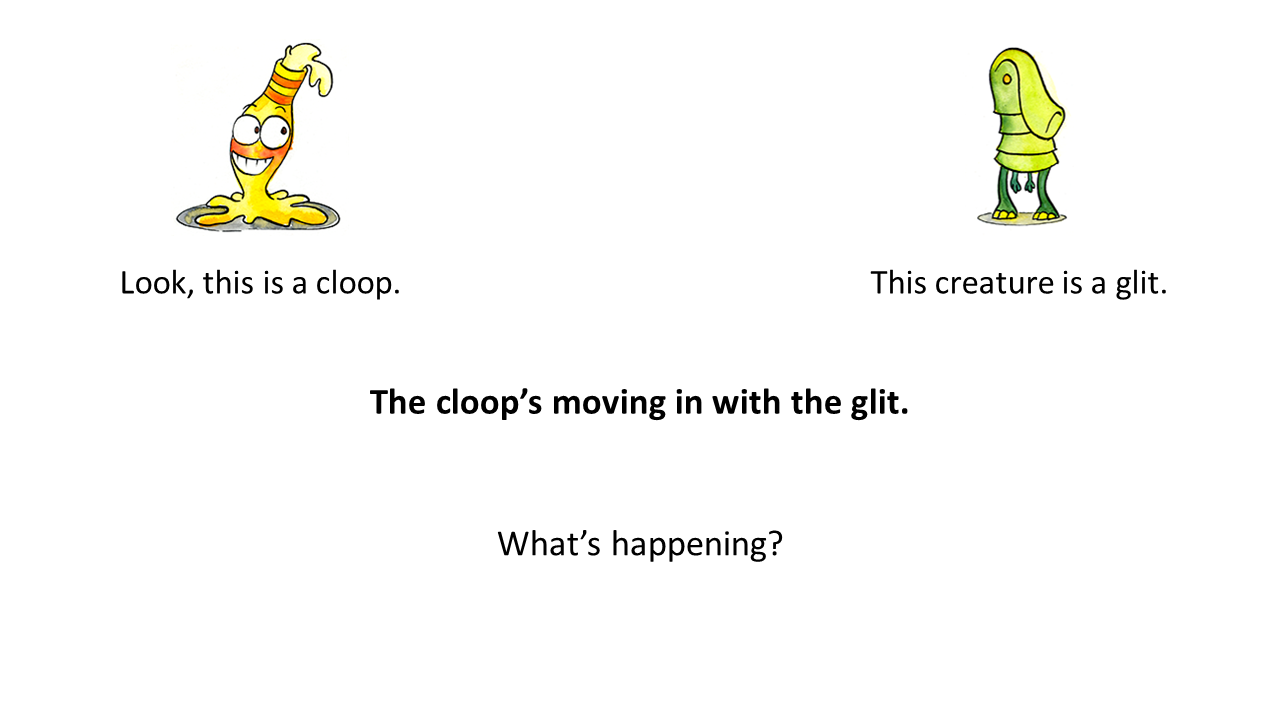 Look, this is a cloop.
This creature is a glit.
The cloop’s moving in with the glit.
What’s happening?